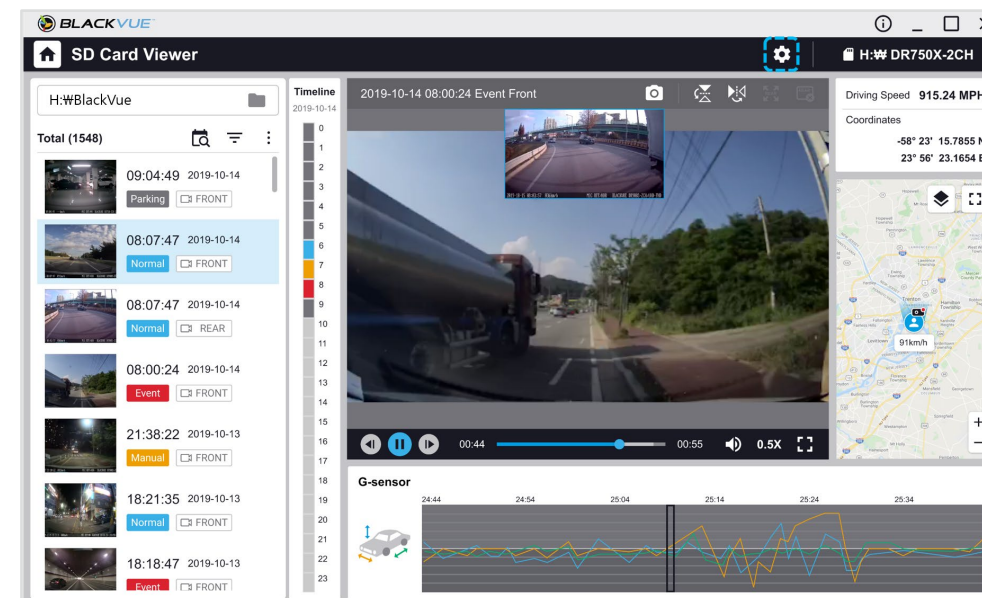 BLACKVUE
SD Card Viewer
H:₩ DR750X-2CH
H:₩BlackVue
Total (1548)
09:04:49 2019-10-14
Parking FRONT
08:07:47 2019-10-14
Normal FRONT
08:07:47 2019-10-14
Normal REAR
08:00:24 2019-10-14
Event FRONT
21:38:22 2019-10-13
Manual FRONT
18:21:35 2019-10-13
Normal FRONT
18:18:47 2019-10-13
Event FRONT
Timeline
2019-10-14
0
1
2
3
4
5
6
7
8
9
10
11
12
13
14
15
16
17
18
19
20
21
22
23
2019-10-14 08:00:24 Event Front
00:44
00:55
0.5X
Driving Speed 915.24 MPH
Coordinates
-58° 23' 15.7855 N
23° 56' 23.1654 E
Trenton
Hamilton
Township
91km/h
G-sensor
24:44 24:54 25:04 25:14 25:24 25:34